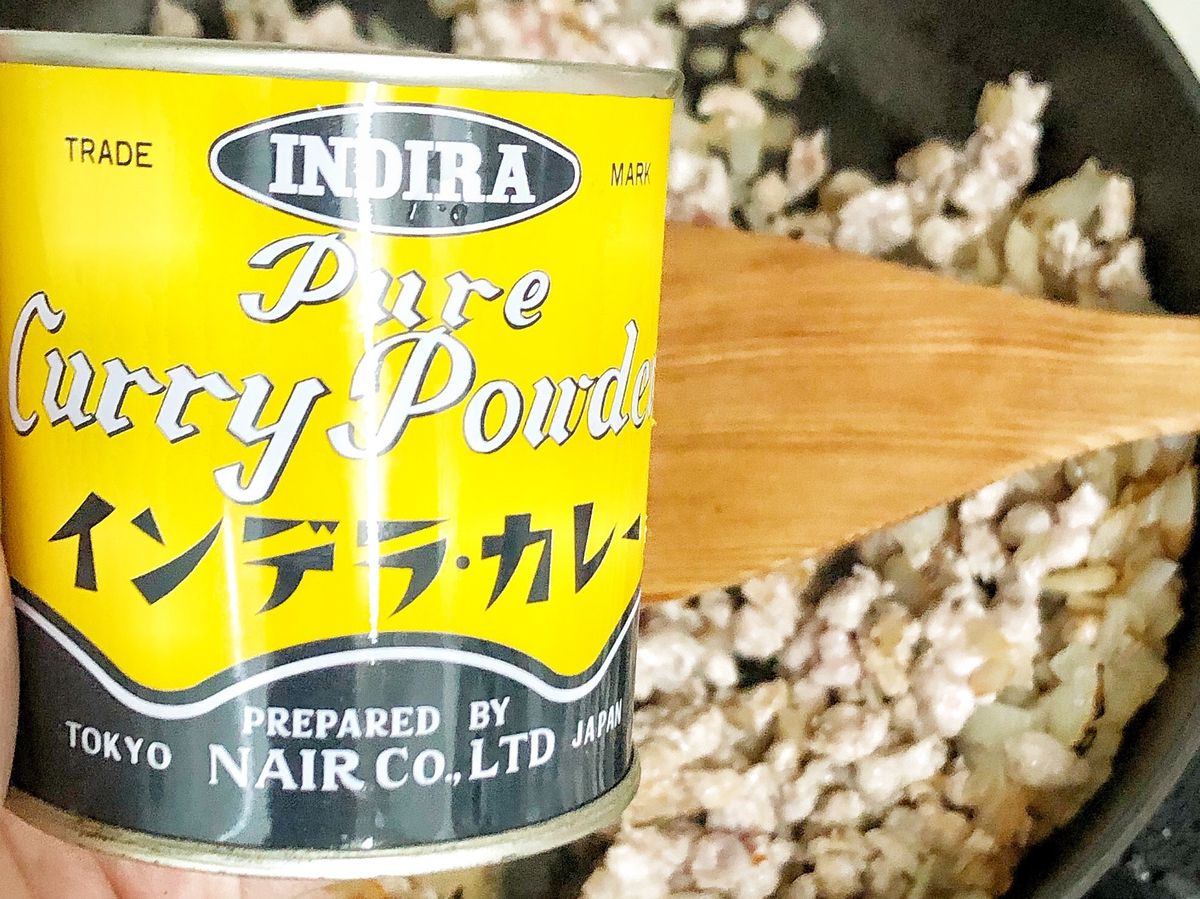 TRADE INDIRA MARK
Pure
Curry Powder
インデラ・カレー
PREPARED BY
TOKYO NAIR CO., LTD JAPAN